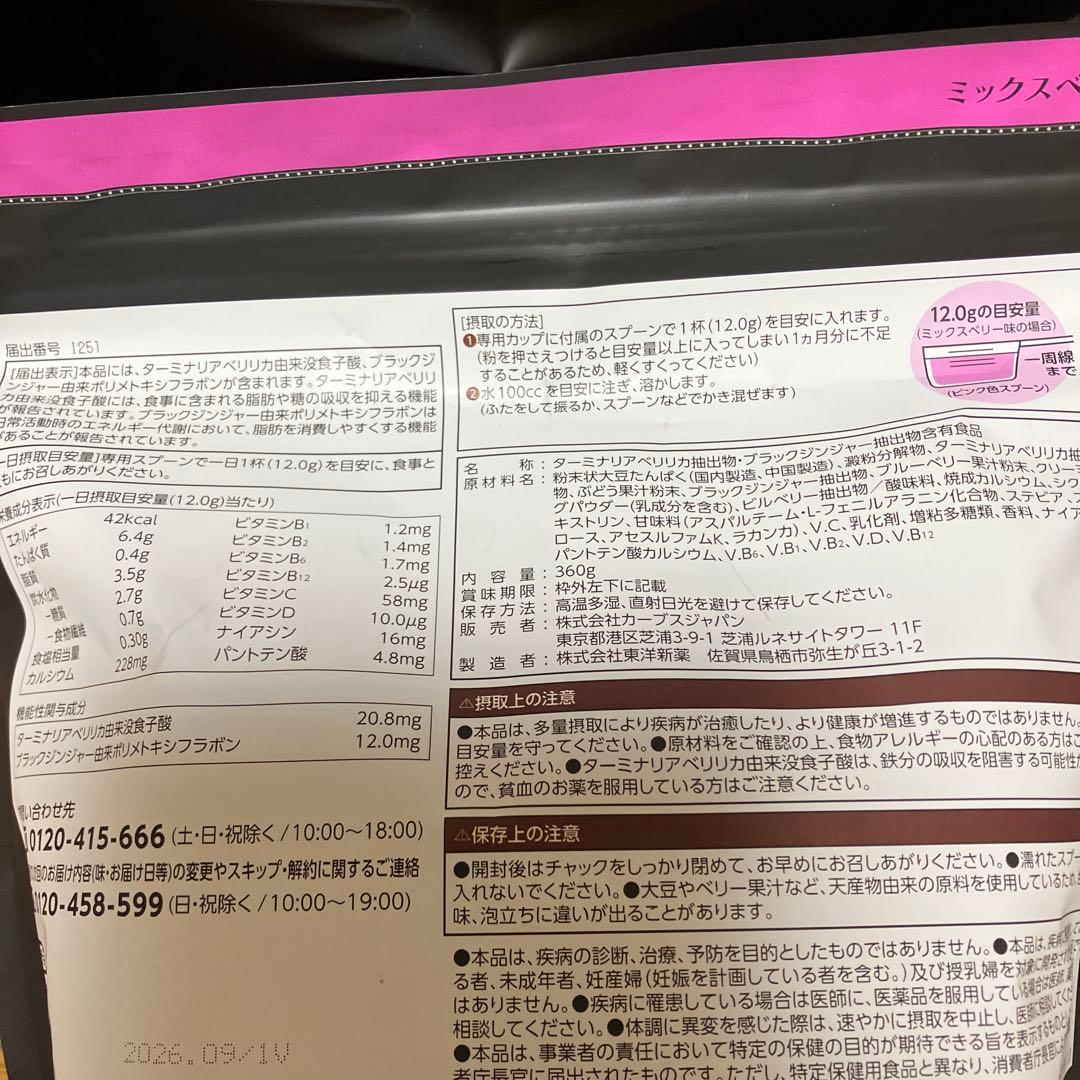 ミックスベ
届出番号 1251
[届出表示]本品には、ターミナリアベリリカ由来没食子酸、ブラックジ
ンジャー由来ポリメトキシフラボンが含まれます。ターミナリアベリリ
カ由来没食子酸には、食事に含まれる脂肪や糖の吸収を抑える機能
が報告されています。ブラックジンジャー由来ポリメトキシフラボンは
日常活動時のエネルギー代謝において、脂肪を消費しやすくする機能
があることが報告されています。
一日摂取目安量]専用スプーンで一日1杯(12.0g)を目安に、食事と
もにお召しあがりください。
栄養成分表示(一日摂取目安量(12.0g)当たり)
エネルギー 42kcal ビタミンB1 1.2mg
たんぱく質 6.4g ビタミンB2 1.4mg
脂質 0.4g ビタミンB6 1.7mg
炭水化物 3.5g ビタミンB12 2.5μg
−糖質 2.7g ビタミンC 58mg
−食物繊維 0.7g ビタミンD 10.0μg
食塩相当量 0.30g ナイアシン 16mg
カルシウム 228mg パントテン酸 4.8mg
機能性関与成分
ターミナリアベリリカ由来没食子酸 20.8mg
ブラックジンジャー由来ポリメトキシフラボン 12.0mg
問い合わせ先
0120-415-666 (土・日・祝除く/10:00〜18:00)
回のお届け内容(味・お届け日等)の変更やスキップ・解約に関するご連絡
120-458-599 (日・祝除く/10:00〜19:00)
2026.09/1V
[摂取の方法]
❶専用カップに付属のスプーンで1杯(12.0g)を目安に入れます。
(粉を押さえつけると目安量以上に入ってしまい1ヵ月分に不足
することがあるため、軽くすくってください)
❷水100ccを目安に注ぎ、溶かします。
(ふたをして振るか、スプーンなどでかき混ぜます)
12.0gの目安量
(ミックスベリー味の場合)
一周線
まで
(ピンク色スプーン)
名称:ターミナリアベリリカ抽出物・ブラックジンジャー抽出物含有食品
原材料名:粉末状大豆たんぱく(国内製造、中国製造)、澱粉分解物、ターミナリアベリリカ抽
物、ぶどう果汁粉末、ブラックジンジャー抽出物、ブルーベリー果汁粉末、クリーミ
グパウダー(乳成分を含む)、ビルベリー抽出物/酸味料、焼成カルシウム、シク
キストリン、甘味料(アスパルテーム・L-フェニルアラニン化合物、ステビア、ス
ロース、アセスルファムK、ラカンカ)、V.C、乳化剤、増粘多糖類、香料、ナイア
パントテン酸カルシウム、V.B6、V.B1、V.B2、V.D、V.B12
内容量:360g
賞味期限:枠外左下に記載
保存方法:高温多湿、直射日光を避けて保存してください。
販売者:株式会社カーブスジャパン
東京都港区芝浦3-9-1 芝浦ルネサイトタワー 11F
製造者:株式会社東洋新薬 佐賀県鳥栖市弥生が丘3-1-2
⚠摂取上の注意
●本品は、多量摂取により疾病が治癒したり、より健康が増進するものではありません。
目安量を守ってください。●原材料をご確認の上、食物アレルギーの心配のある方はご
控えください。●ターミナリアベリリカ由来没食子酸は、鉄分の吸収を阻害する可能性が
ので、貧血のお薬を服用している方はご注意ください。
⚠保存上の注意
●開封後はチャックをしっかり閉めて、お早めにお召しあがりください。●濡れたスプー
入れないでください。●大豆やベリー果汁など、天産物由来の原料を使用しているため、
味、泡立ちに違いが出ることがあります。
●本品は、疾病の診断、治療、予防を目的としたものではありません。●本品は、疾病に
る者、未成年者、妊産婦(妊娠を計画している者を含む。)及び授乳婦を対象に開発され
はありません。●疾病に罹患している場合は医師に、医薬品を服用している場合は医師、
相談してください。●体調に異変を感じた際は、速やかに摂取を中止し、医師に相談してくだ
●本品は、事業者の責任において特定の保健の目的が期待できる旨を表示するものと
者庁長官に届出されたものです。ただし、特定保健用食品と異なり、消費者庁長官に